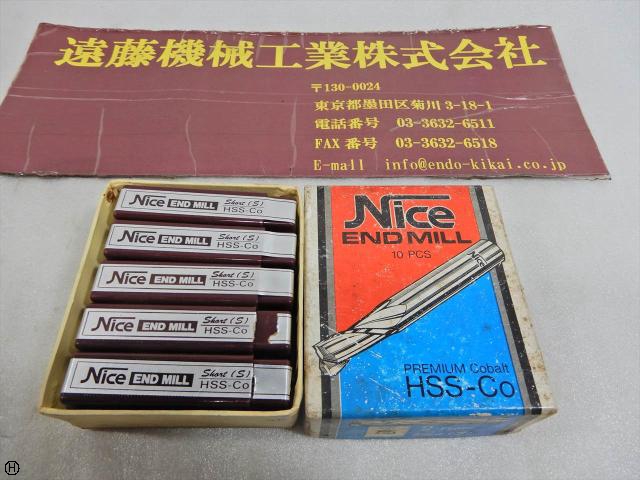 遠藤機械工業株式会社
〒130-0024
東京都墨田区菊川3-18-1
電話番号 03-3632-6511
FAX番号 03-3632-6518
E-mall info@endo-kikai.co.jp
Nice END MILL Short (S) HSS-Co
Nice END MILL Short (S) HSS-Co
Nice END MILL Short (S) HSS-Co
Nice END MILL Short (S) HSS-Co
Nice END MILL Short (S) HSS-Co
Nice
END MILL
10 PCS
NICE
PREMIUM Cobalt
HSS-Co
H